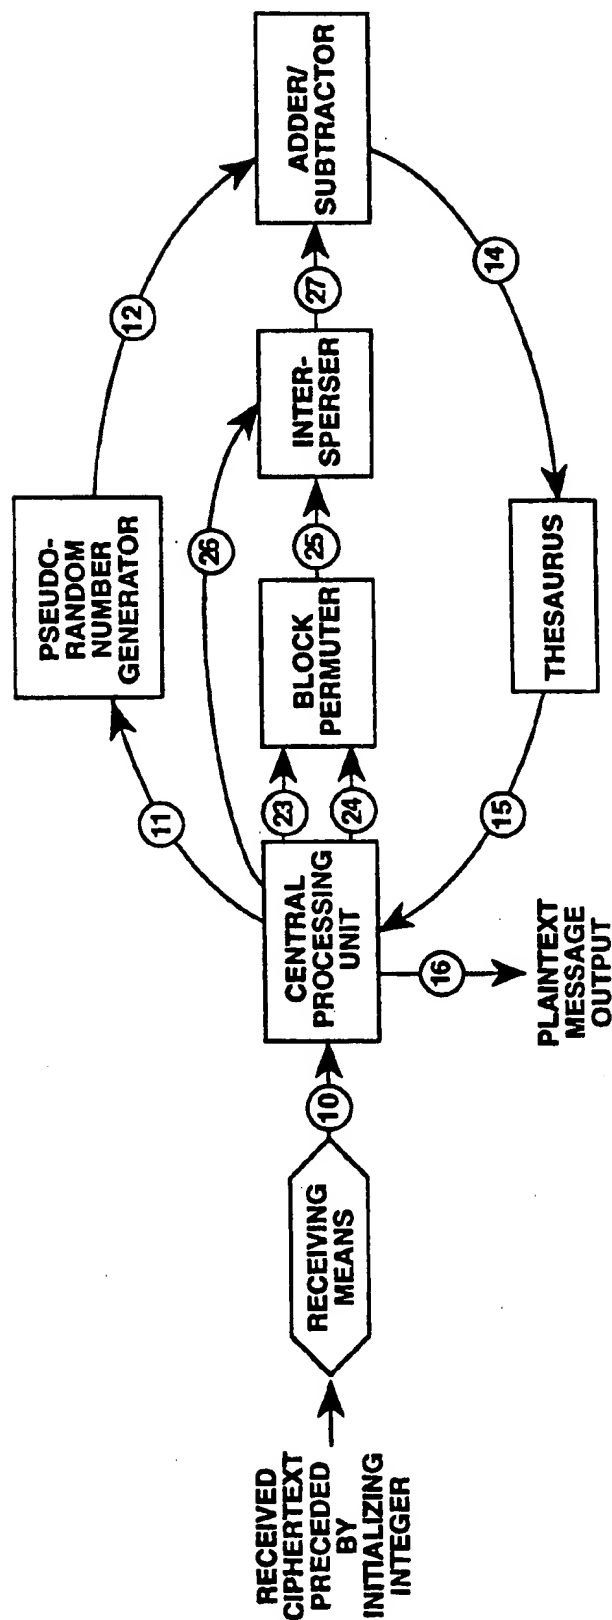 RECEIVED
CIPHERTEXT
PRECEDED
BY
INITIALIZING
INTEGER
RECEIVING
MEANS
10
CENTRAL
PROCESSING
UNIT
16
PLAINTEXT
MESSAGE
OUTPUT
11
PSEUDO-
RANDOM
NUMBER
GENERATOR
12
26
23
24
BLOCK
PERMUTER
25
INTER-
SPERSER
27
ADDER/
SUBTRACTOR
14
THESAURUS
15